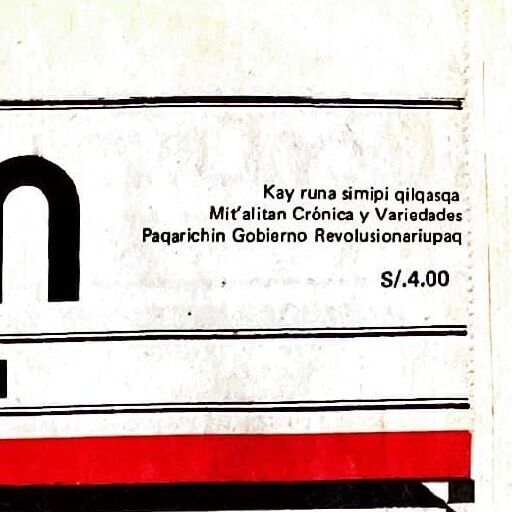 n
Kay runa simipi qilqasqa
Mit'alitan Crónica y Variedades
Paqarichin Gobierno Revolusionariupaq
S/.4.00